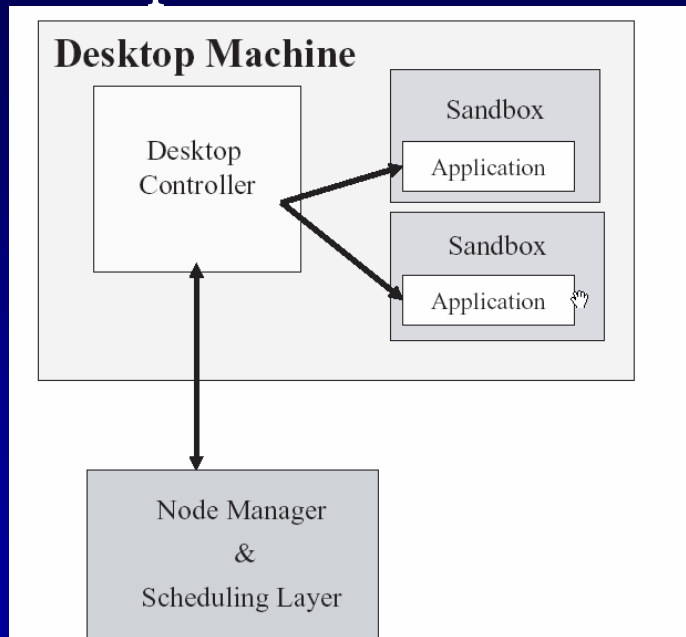 Desktop Machine
Desktop
Controller
Sandbox
Application
Sandbox
Application
Node Manager
&
Scheduling Layer